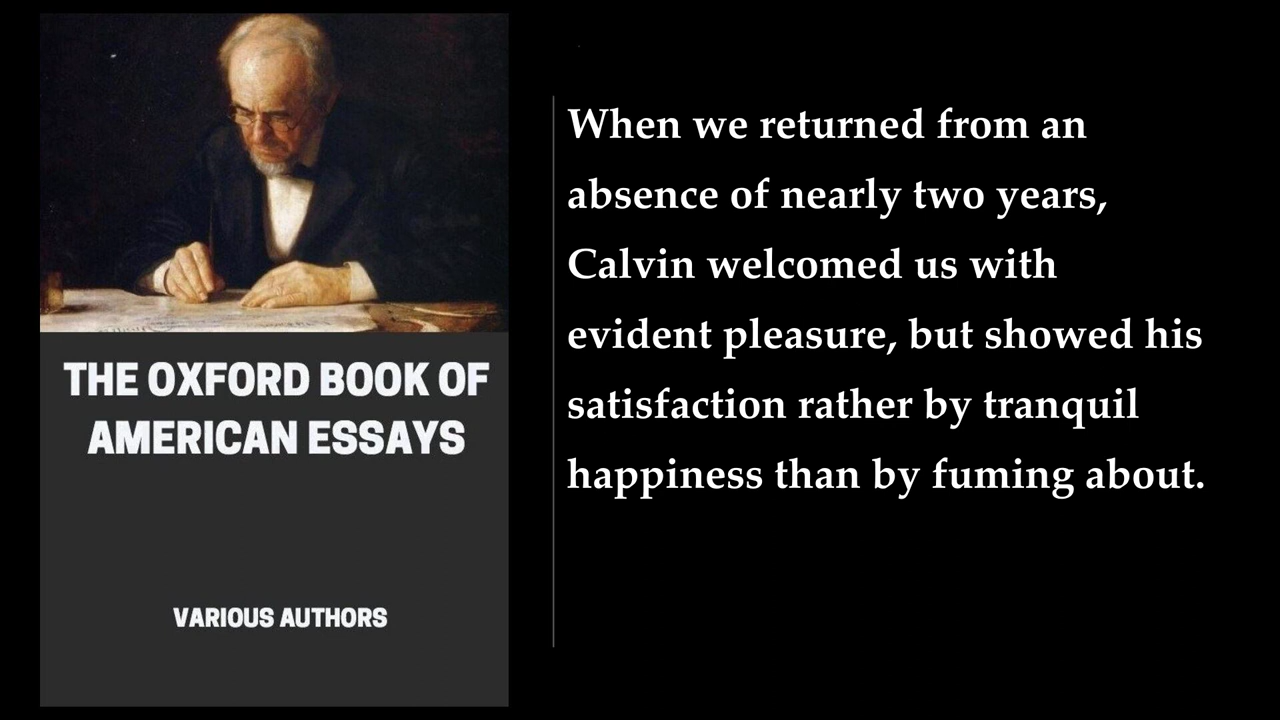 THE OXFORD BOOK OF
AMERICAN ESSAYS
VARIOUS AUTHORS
When we returned from an
absence of nearly two years,
Calvin welcomed us with
evident pleasure, but showed his
satisfaction rather by tranquil
happiness than by fuming about.